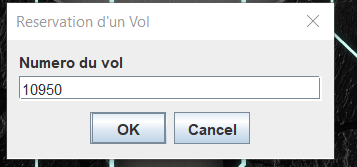 Reservation d'un Vol
Numero du vol
10950
OK Cancel